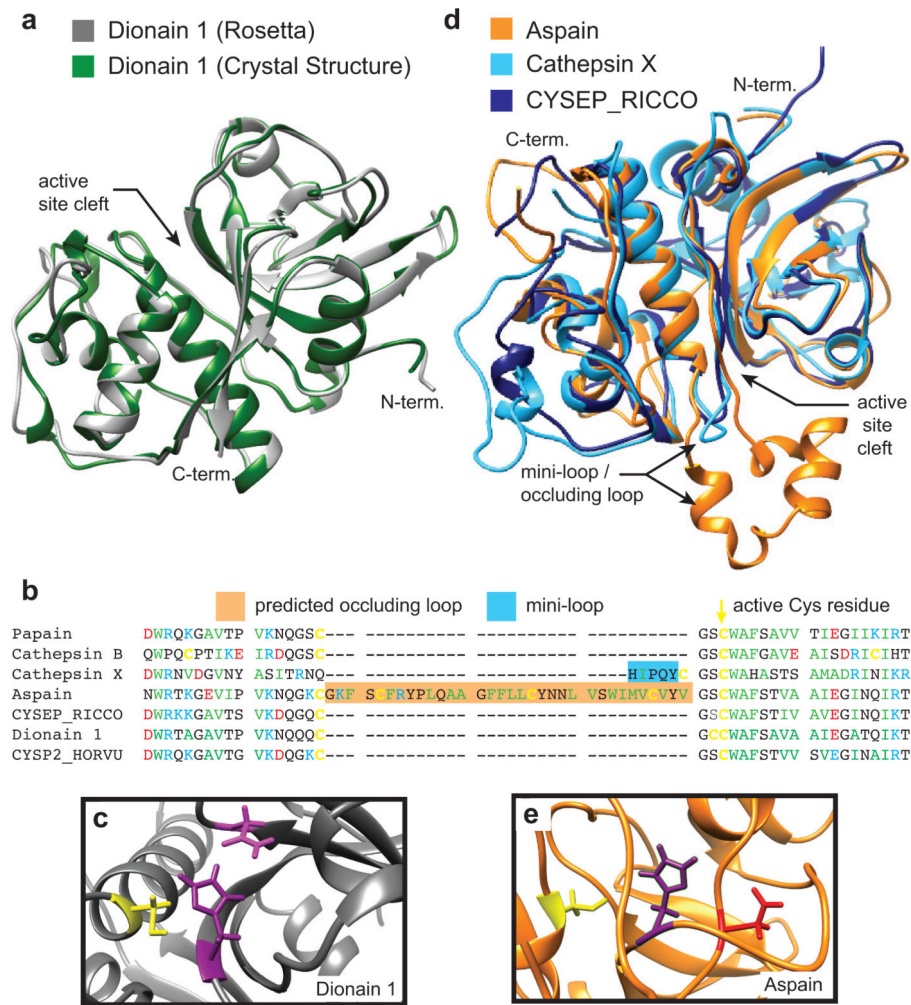 a
Dionain 1 (Rosetta)
Dionain 1 (Crystal Structure)
active
site cleft
N-term.
C-term.
d
Aspain
Cathepsin X
CYSEP_RICCO
N-term.
C-term.
active
site
cleft
mini-loop /
occluding loop
b
predicted occluding loop
mini-loop
active Cys residue
Papain DWRQKGAVTP VKNQGSC--- ---------- ---------- ---------- GSCWAFSAVV TIEGIIKIRT
Cathepsin B QWPQCPTIKE IRDQGSC--- ---------- ---------- ---------- GSCWAFGAVE AISDRICIHT
Cathepsin X DWRNVDGVNY ASITRNQ--- ---------- ---------- ----HIPQYC GSCWAHASTS AMADRINIKR
Aspain NWRTKGEVIP VKNQGKCGKF SCFRYPLQAA GFFLLCYNNL VSWIMVCVYV GSCWAFSTVA AVEGINQIKT
CYSEP_RICCO DWRKKGAVTS VKDQGQC--- ---------- ---------- ---------- GSCWAFSTIV AVEGINQIKT
Dionain 1 DWRTAGAVTP VKNQQQC--- ---------- ---------- ---------- GCCWAFSAVA AIEGATQIKT
CYSP2_HORVU DWRQKGAVTG VKDQGKC--- ---------- ---------- ---------- GSCWAFSTVV SVEGINAIRT
c
Dionain 1
e
Aspain